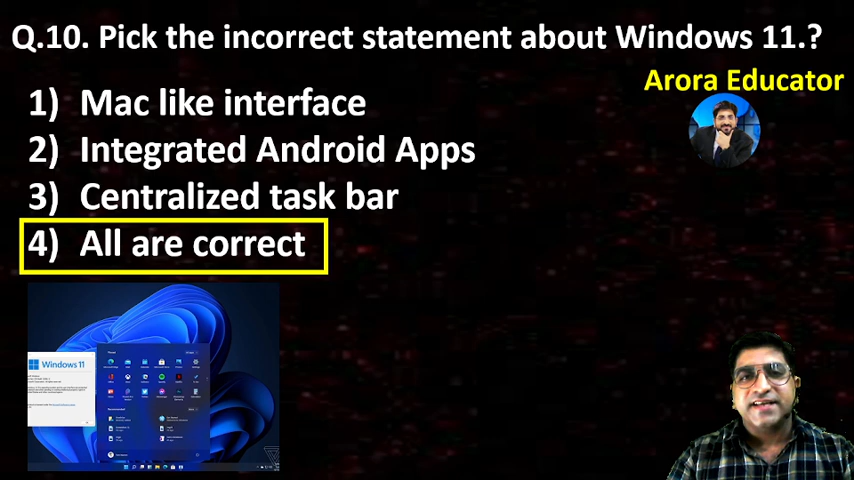 Q.10. Pick the incorrect statement about Windows 11.?
Arora Educator
1) Mac like interface
2) Integrated Android Apps
3) Centralized task bar
4) All are correct
Windows 11